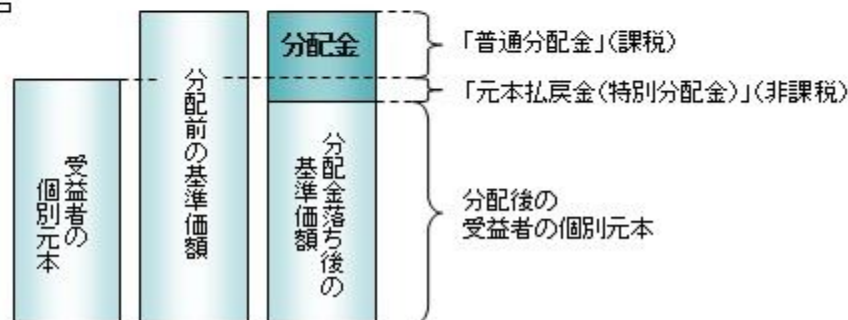 分配金
「普通分配金」(課税)
「元本払戻金(特別分配金)」(非課税)
受益者の
個別元本
分配前の基準価額
分配金落ち後の
基準価額
分配後の
受益者の個別元本